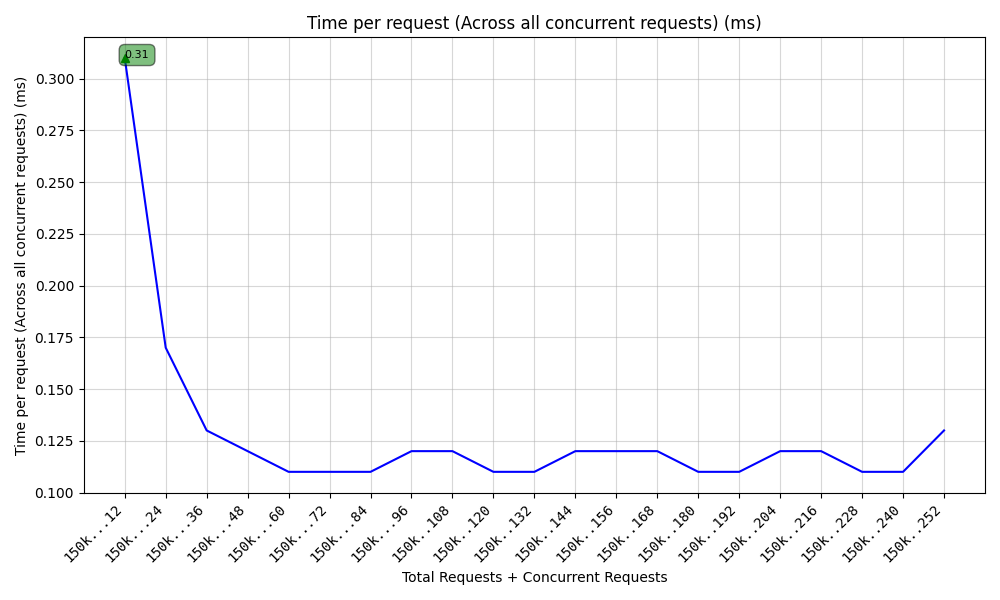 Time per request (Across all concurrent requests) (ms)
0.31
Time per request (Across all concurrent requests) (ms)
0.300
0.275
0.250
0.225
0.200
0.175
0.150
0.125
0.100
150k...12
150k...24
150k...36
150k...48
150k...60
150k...72
150k...84
150k...96
150k..108
150k..120
150k..132
150k..144
150k..156
150k..168
150k..180
150k..192
150k..204
150k..216
150k..228
150k..240
150k..252
Total Requests + Concurrent Requests